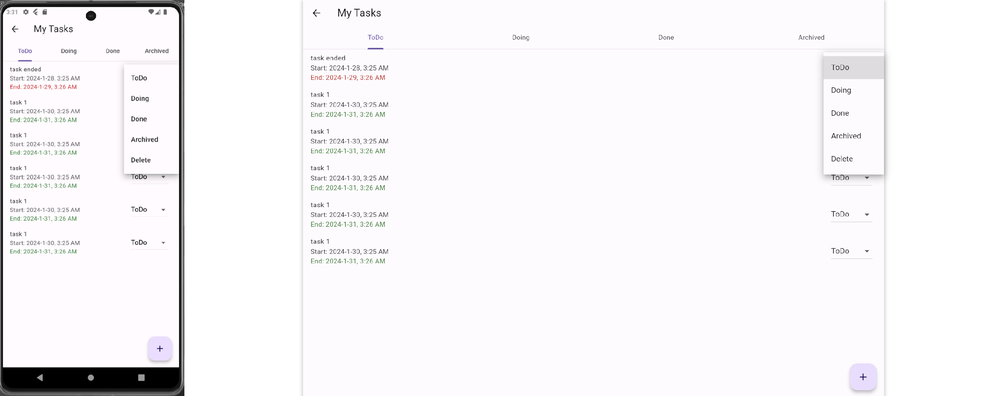 3:31
My Tasks
ToDo Doing Done Archived
task ended
Start: 2024-1-28, 3:25 AM
End: 2024-1-29, 3:26 AM
task 1
Start: 2024-1-30, 3:25 AM
End: 2024-1-31, 3:26 AM
task 1
Start: 2024-1-30, 3:25 AM
End: 2024-1-31, 3:26 AM
task 1
Start: 2024-1-30, 3:25 AM
End: 2024-1-31, 3:26 AM
task 1
Start: 2024-1-30, 3:25 AM
End: 2024-1-31, 3:26 AM
task 1
Start: 2024-1-30, 3:25 AM
End: 2024-1-31, 3:26 AM
ToDo
Doing
Done
Archived
Delete
ToDo
ToDo
ToDo
My Tasks
ToDo Doing Done Archived
task ended
Start: 2024-1-28, 3:25 AM
End: 2024-1-29, 3:26 AM
task 1
Start: 2024-1-30, 3:25 AM
End: 2024-1-31, 3:26 AM
task 1
Start: 2024-1-30, 3:25 AM
End: 2024-1-31, 3:26 AM
task 1
Start: 2024-1-30, 3:25 AM
End: 2024-1-31, 3:26 AM
task 1
Start: 2024-1-30, 3:25 AM
End: 2024-1-31, 3:26 AM
task 1
Start: 2024-1-30, 3:25 AM
End: 2024-1-31, 3:26 AM
ToDo
Doing
Done
Archived
Delete
ToDo
ToDo
ToDo